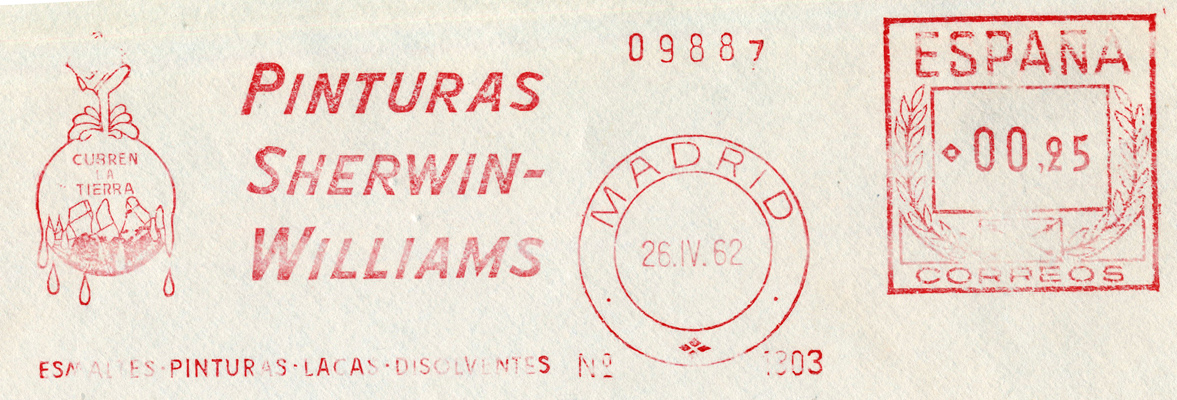 09887
ESPAÑA
00,25
CORREOS
PINTURAS
SHERWIN-
WILLIAMS
CUBREN
LA
TIERRA
MADRID
26.IV.62
ESMALTES·PINTURAS·LACAS·DISOLVENTES Nº 1303